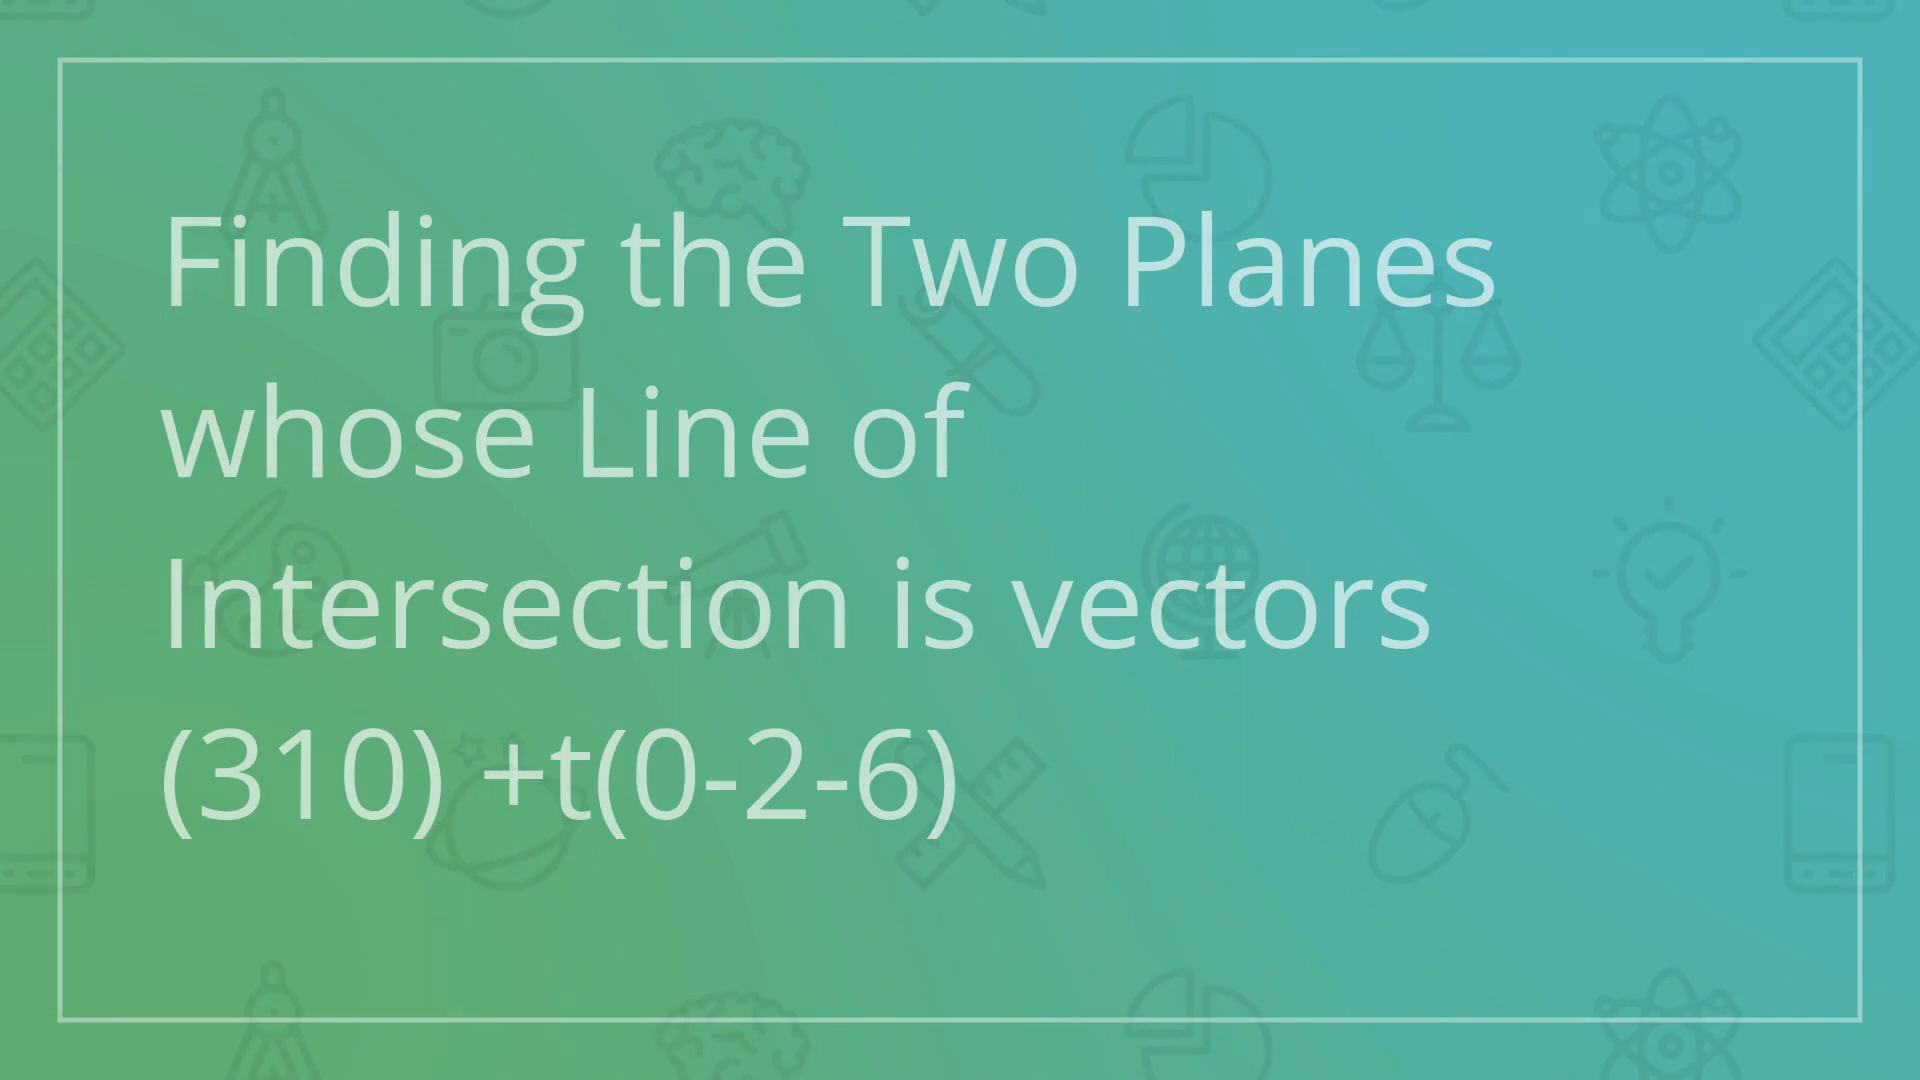 Finding the Two Planes
whose Line of
Intersection is vectors
(310) +t(0-2-6)